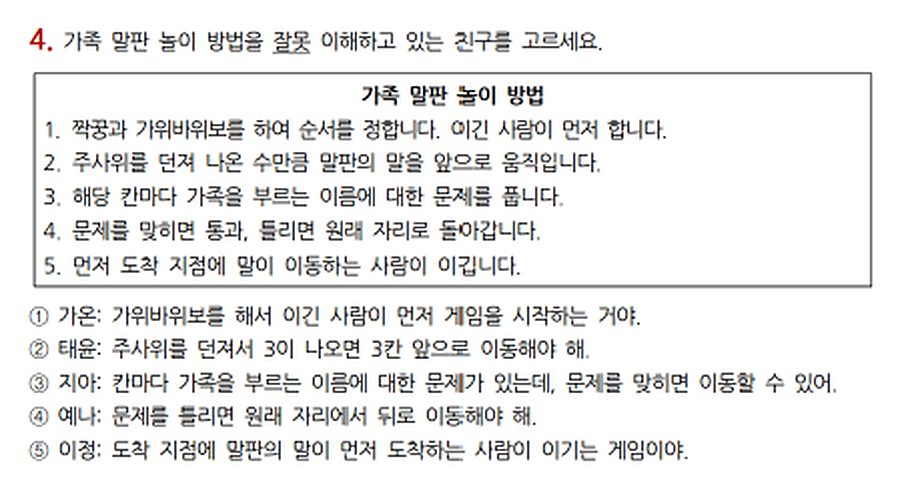 4. 가족 말판 놀이 방법을 잘못 이해하고 있는 친구를 고르세요.
가족 말판 놀이 방법
1. 짝꿍과 가위바위보를 하여 순서를 정합니다. 이긴 사람이 먼저 합니다.
2. 주사위를 던져 나온 수만큼 말판의 말을 앞으로 움직입니다.
3. 해당 칸마다 가족을 부르는 이름에 대한 문제를 풉니다.
4. 문제를 맞히면 통과, 틀리면 원래 자리로 돌아갑니다.
5. 먼저 도착 지점에 말이 이동하는 사람이 이깁니다.
① 가온: 가위바위보를 해서 이긴 사람이 먼저 게임을 시작하는 거야.
② 태윤: 주사위를 던져서 3이 나오면 3칸 앞으로 이동해야 해.
③ 지아: 칸마다 가족을 부르는 이름에 대한 문제가 있는데, 문제를 맞히면 이동할 수 있어.
④ 예나: 문제를 틀리면 원래 자리에서 뒤로 이동해야 해.
⑤ 이정: 도착 지점에 말판의 말이 먼저 도착하는 사람이 이기는 게임이야.